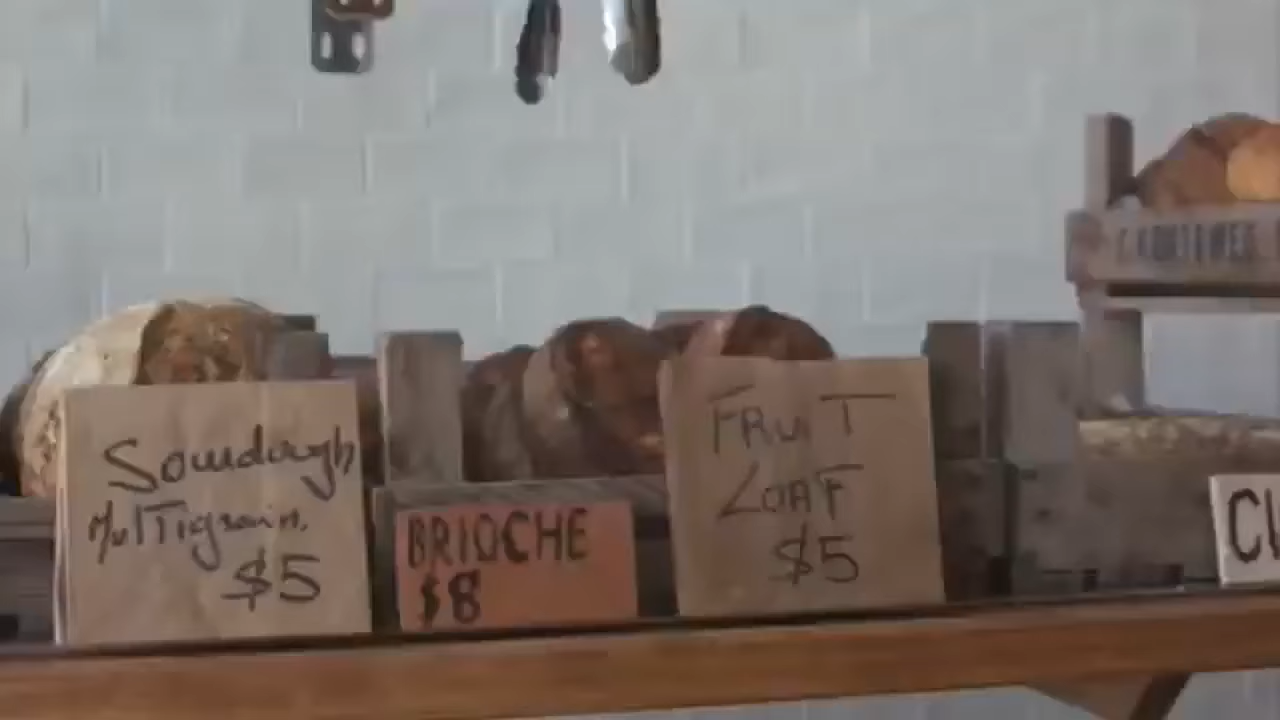 Sourdough
MulTigrain.
$5
BRIOCHE
$8
FRUIT
LOAF
$5